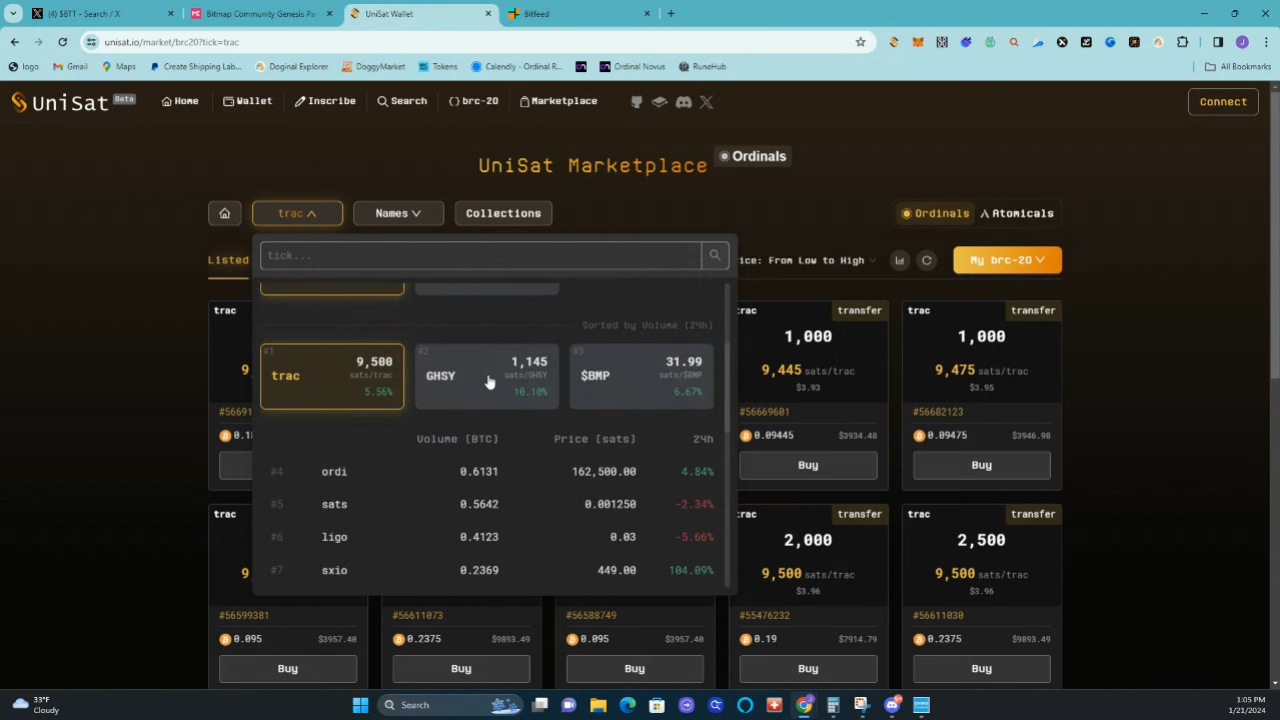 (4) $BTT - Search / X
Bitmap Community Genesis Pa
UniSat Wallet
Bitfeed
unisat.io/market/brc20?tick=trac
logo
Gmail
Maps
Create Shipping Lab...
Doginal Explorer
DoggyMarket
Tokens
Calendly - Ordinal R...
Ordinal Novus
RuneHub
All Bookmarks
UniSat Beta
Home
Wallet
Inscribe
Search
brc-20
Marketplace
Connect
UniSat Marketplace
Ordinals
trac
Names
Collections
Ordinals
Atomicals
Listed
tick...
ice: From Low to High
My brc-20
Sorted by Volume (24h)
#1
trac
9,500
sats/trac
5.56%
#2
GHSY
1,145
sats/GHSY
10.10%
#3
$BMP
31.99
sats/$BMP
6.67%
Volume (BTC) Price (sats) 24h
#4 ordi 0.6131 162,500.00 4.84%
#5 sats 0.5642 0.001250 -2.34%
#6 ligo 0.4123 0.03 -5.66%
#7 sxio 0.2369 449.00 104.09%
trac
9
#5669
0.1
trac transfer
1,000
9,445 sats/trac
$3.93
#56669601
0.09445 $3934.48
Buy
trac transfer
1,000
9,475 sats/trac
$3.95
#56682123
0.09475 $3946.98
Buy
trac
9
#56599381
0.095 $3957.40
Buy
#56611073
0.2375 $9893.49
Buy
#56588749
0.095 $3957.40
Buy
trac transfer
2,000
9,500 sats/trac
$3.96
#55476232
0.19 $7914.79
Buy
trac transfer
2,500
9,500 sats/trac
$3.96
#56611030
0.2375 $9893.49
Buy
33°F
Cloudy
Search
1:05 PM
1/21/2024